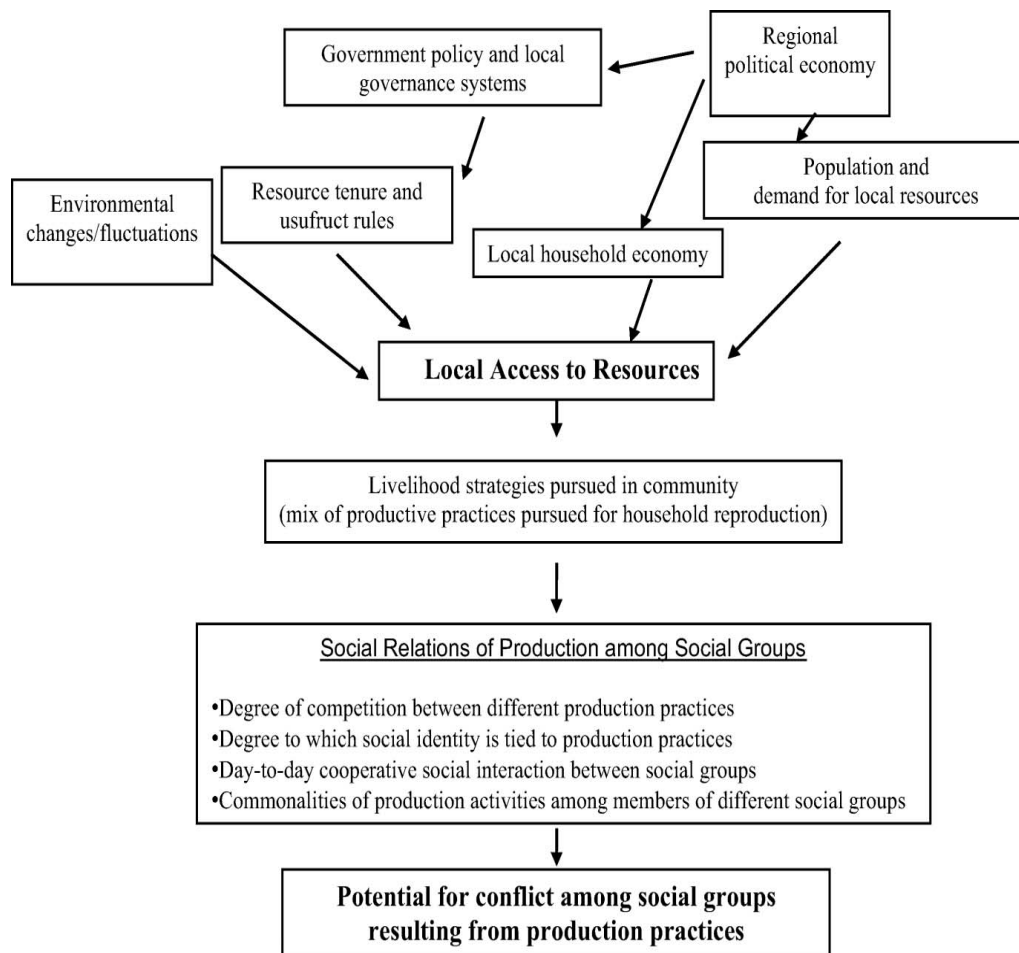 Government policy and local
governance systems
Regional
political economy
Environmental
changes/fluctuations
Resource tenure and
usufruct rules
Local household economy
Population and
demand for local resources
Local Access to Resources
Livelihood strategies pursued in community
(mix of productive practices pursued for household reproduction)
Social Relations of Production among Social Groups
•Degree of competition between different production practices
•Degree to which social identity is tied to production practices
•Day-to-day cooperative social interaction between social groups
•Commonalities of production activities among members of different social groups
Potential for conflict among social groups
resulting from production practices